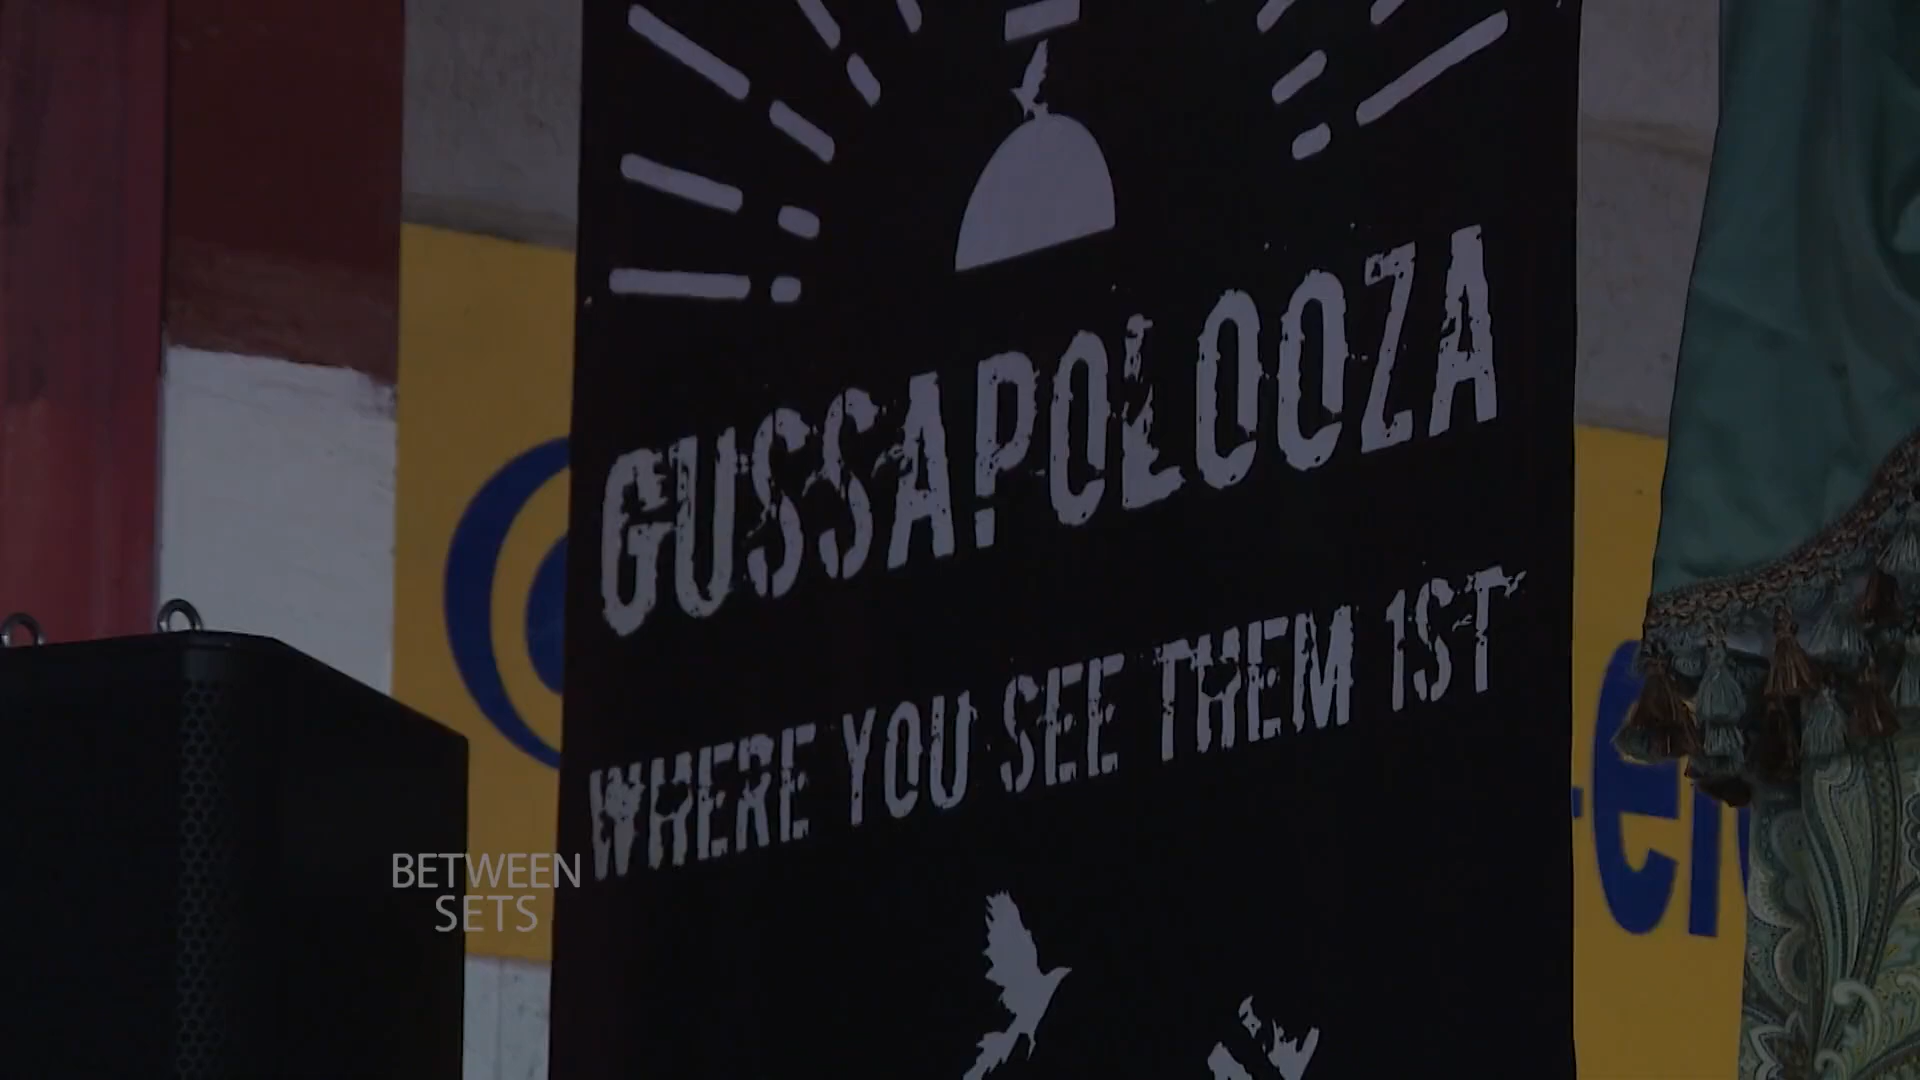 GUSSAPOLOOZA
WHERE YOU SEE THEM 1ST
BETWEEN
SETS